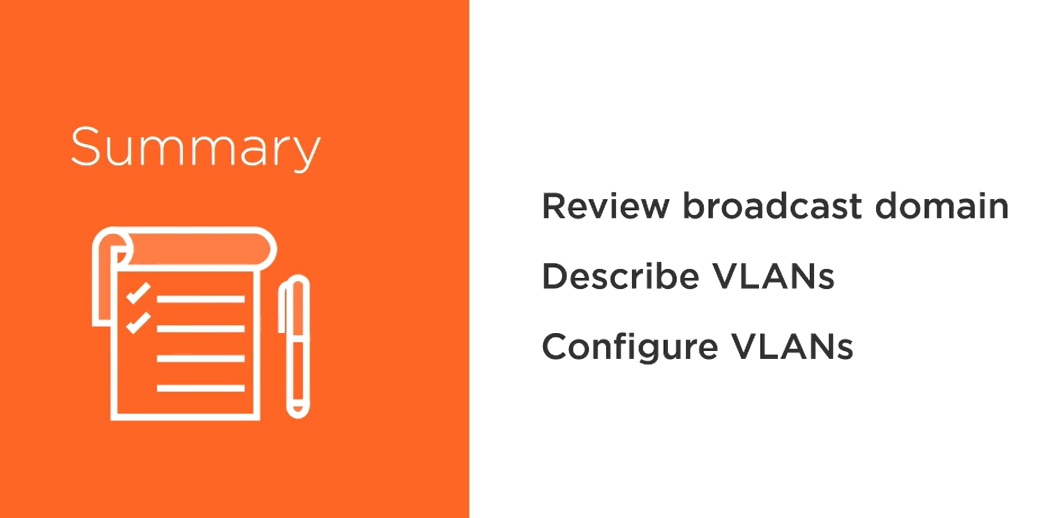 Summary
Review broadcast domain
Describe VLANs
Configure VLANs